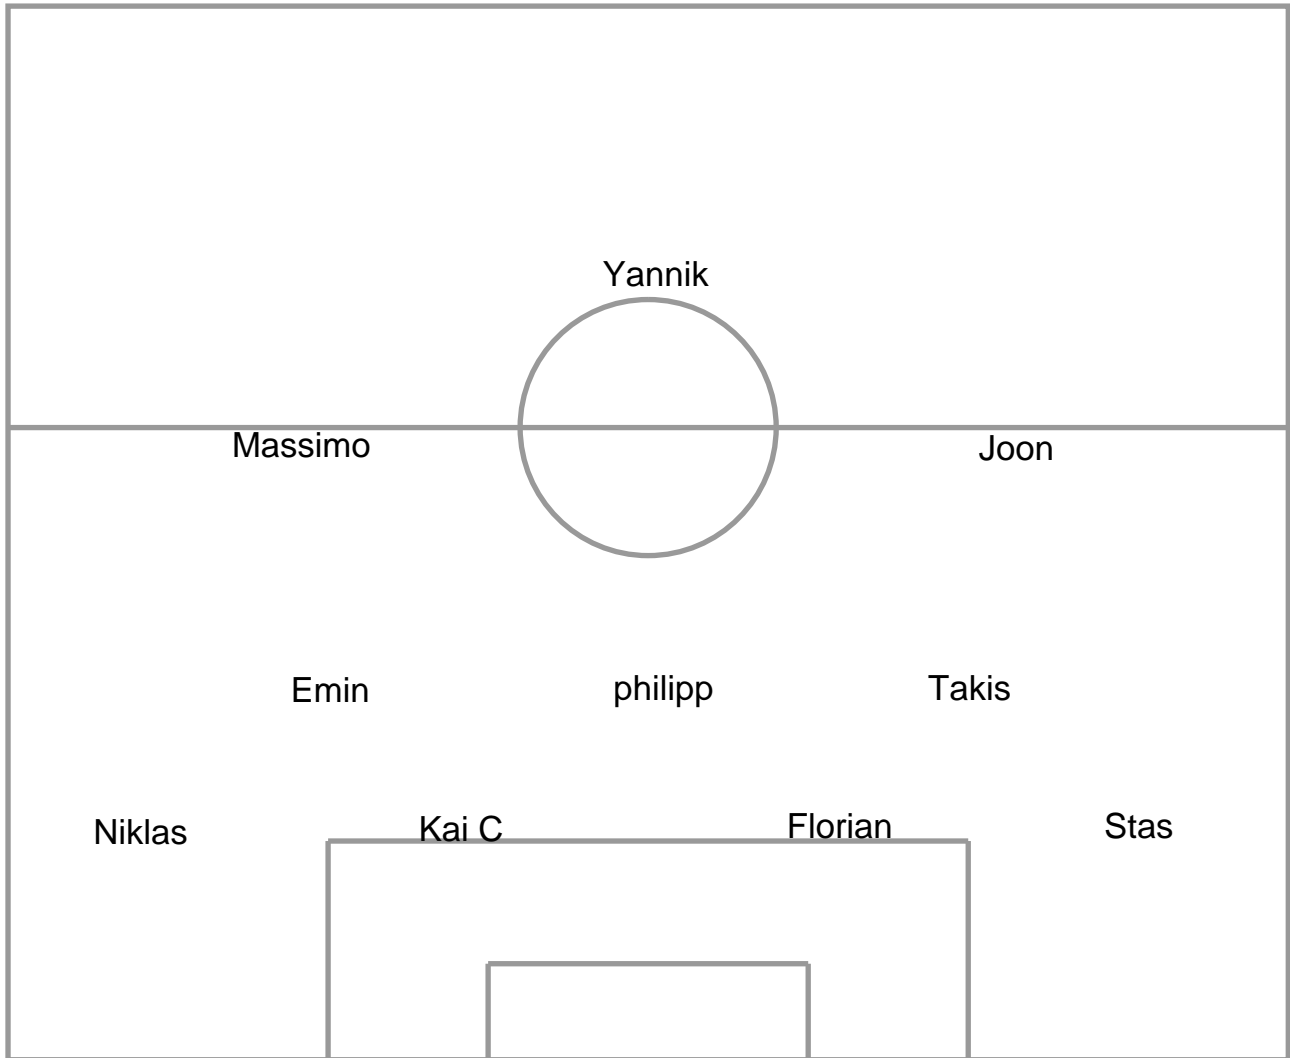 Yannik
Massimo
Joon
Emin
philipp
Takis
Niklas
Kai C
Florian
Stas